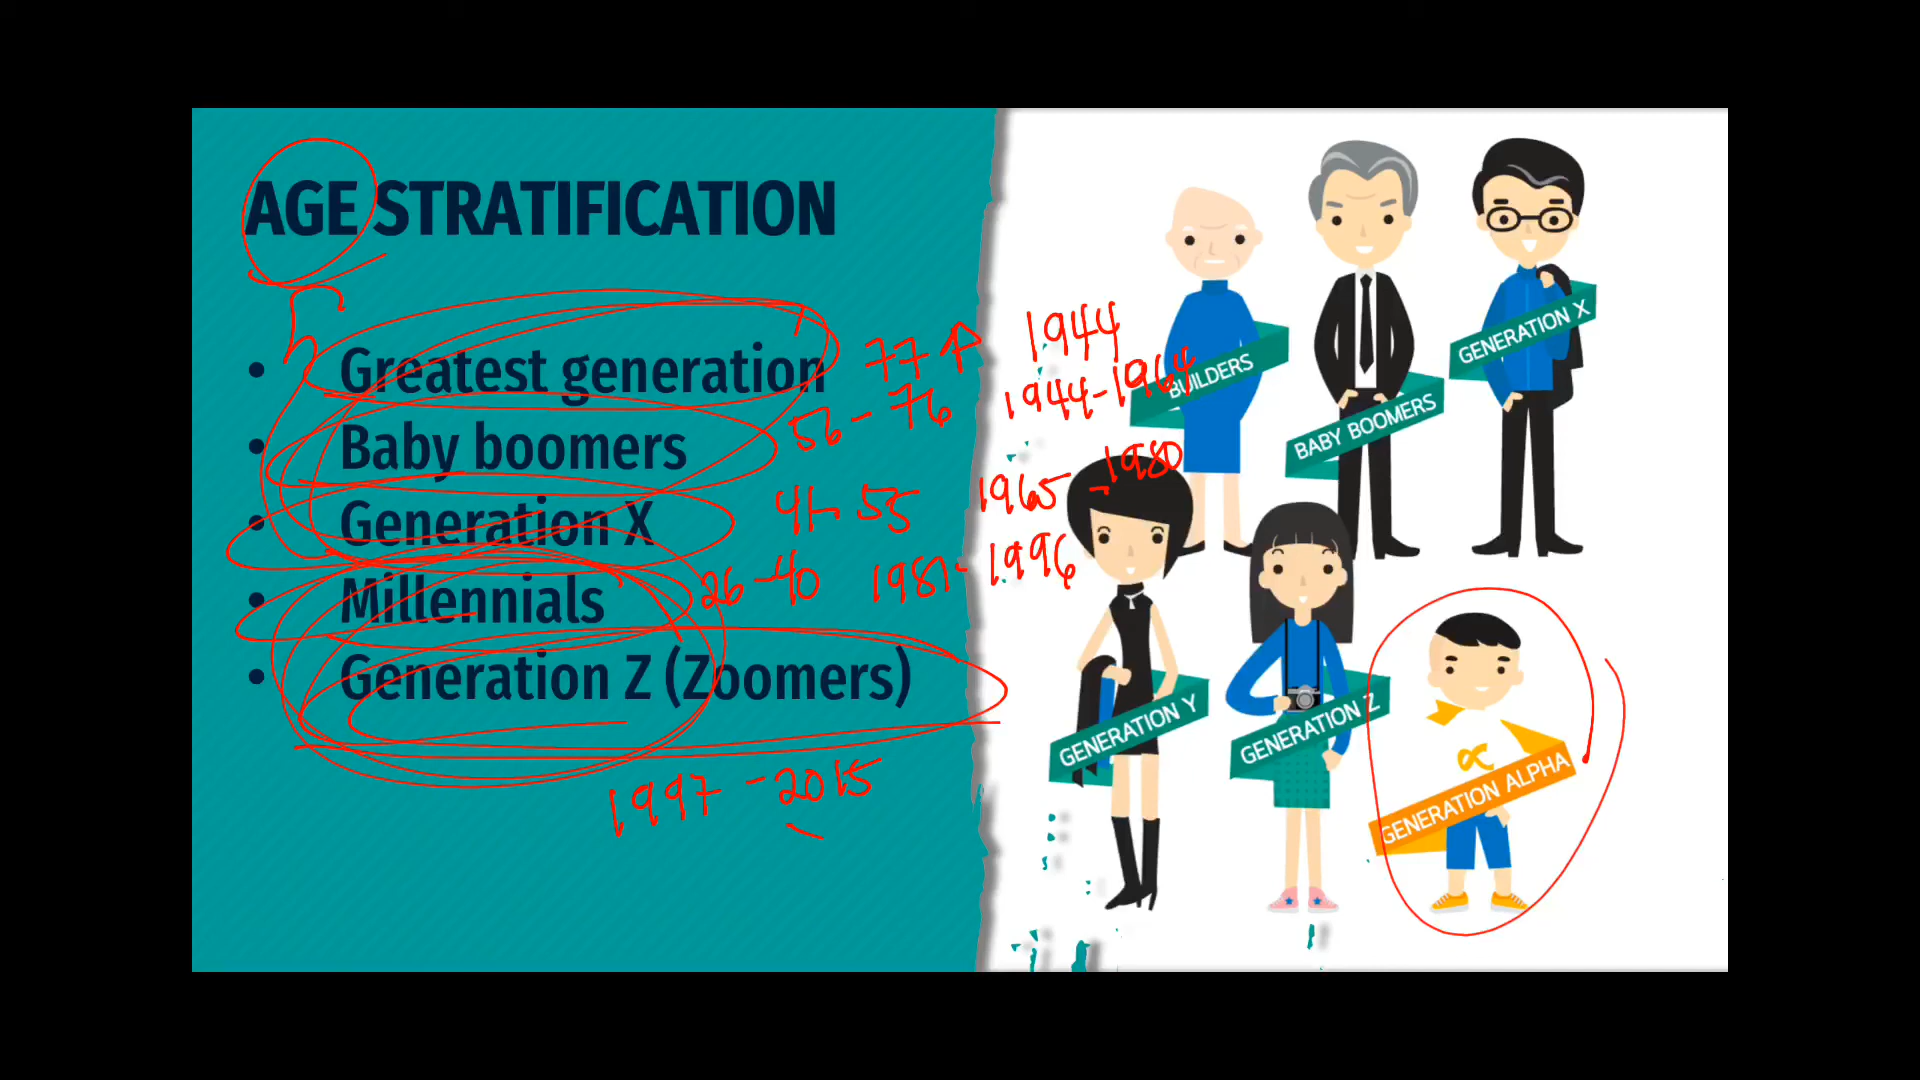 AGE STRATIFICATION
• Greatest generation 77 ↑ 1944
• Baby boomers 56 - 76 1944-1964
• Generation X 41- 55 1965 - 1980
• Millennials 26 - 40 1981- 1996
• Generation Z (Zoomers)
1997 - 2015
BUILDERS
BABY BOOMERS
GENERATION X
GENERATION Y
GENERATION Z
∝
GENERATION ALPHA